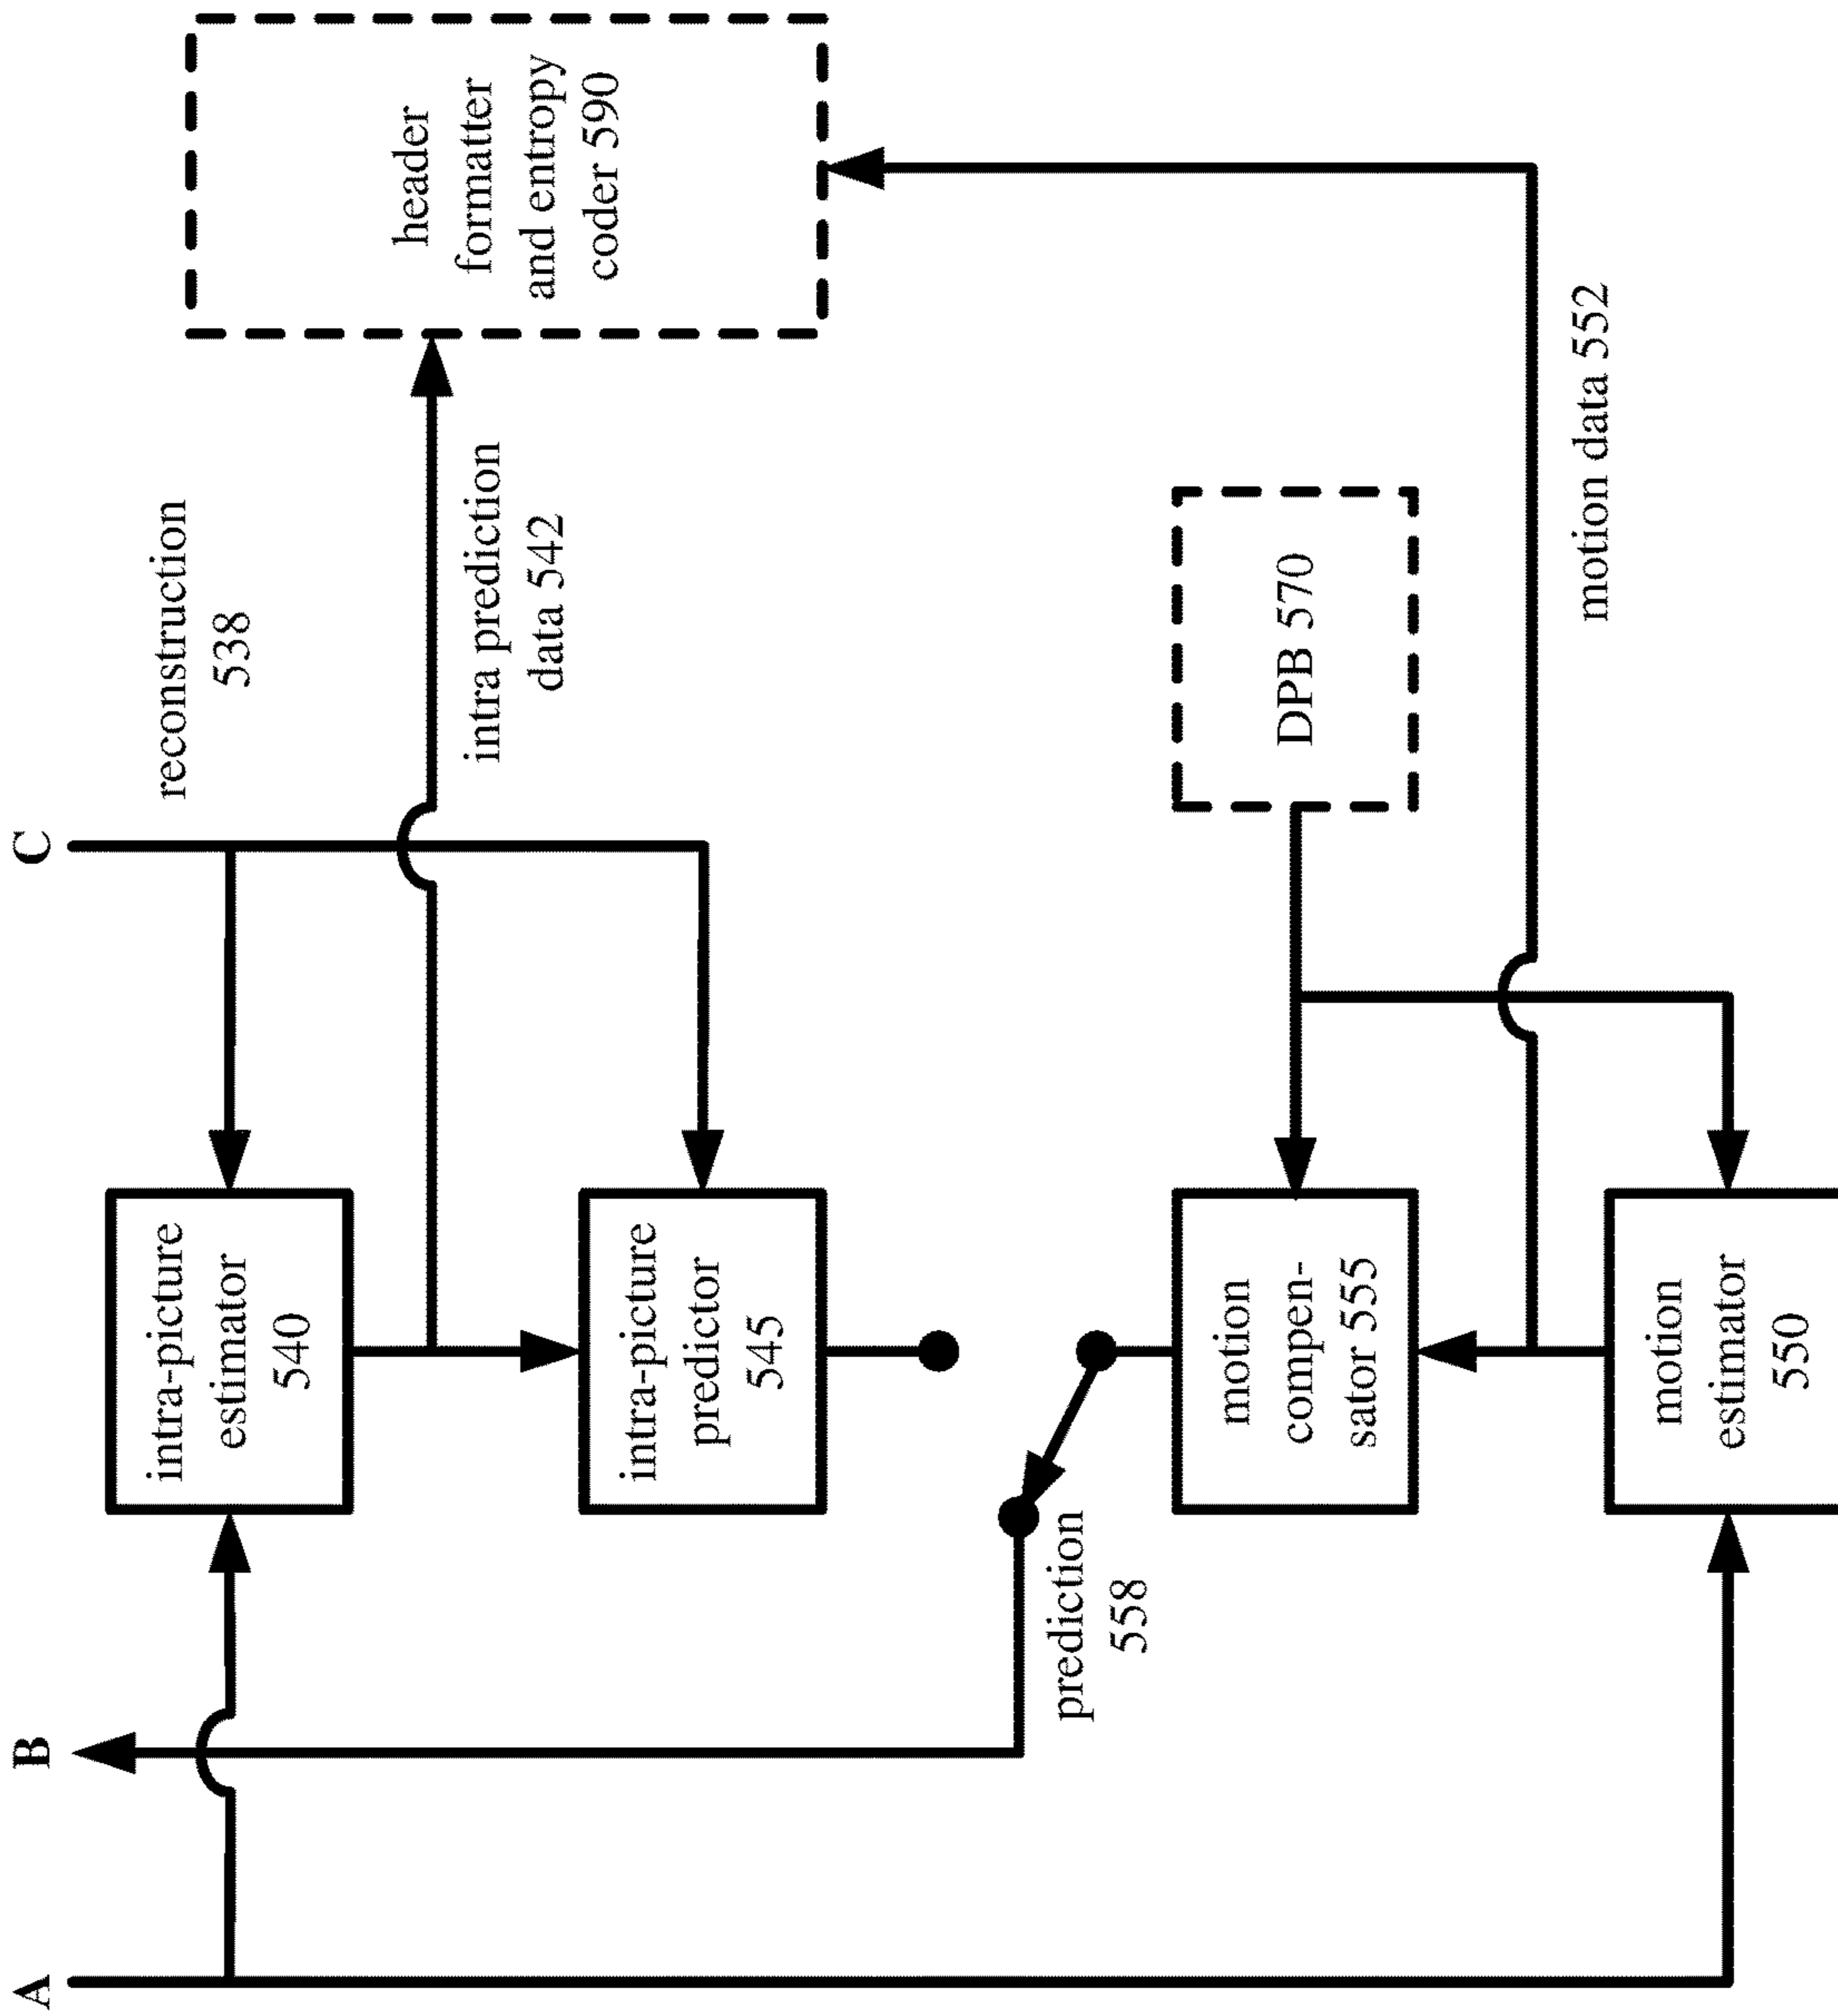 A
B
C
reconstruction
538
intra-picture
estimator
540
header
formatter
and entropy
coder 590
intra prediction
data 542
intra-picture
predictor
545
prediction
558
DPB 570
motion
compen-
sator 555
motion data 552
motion
estimator
550